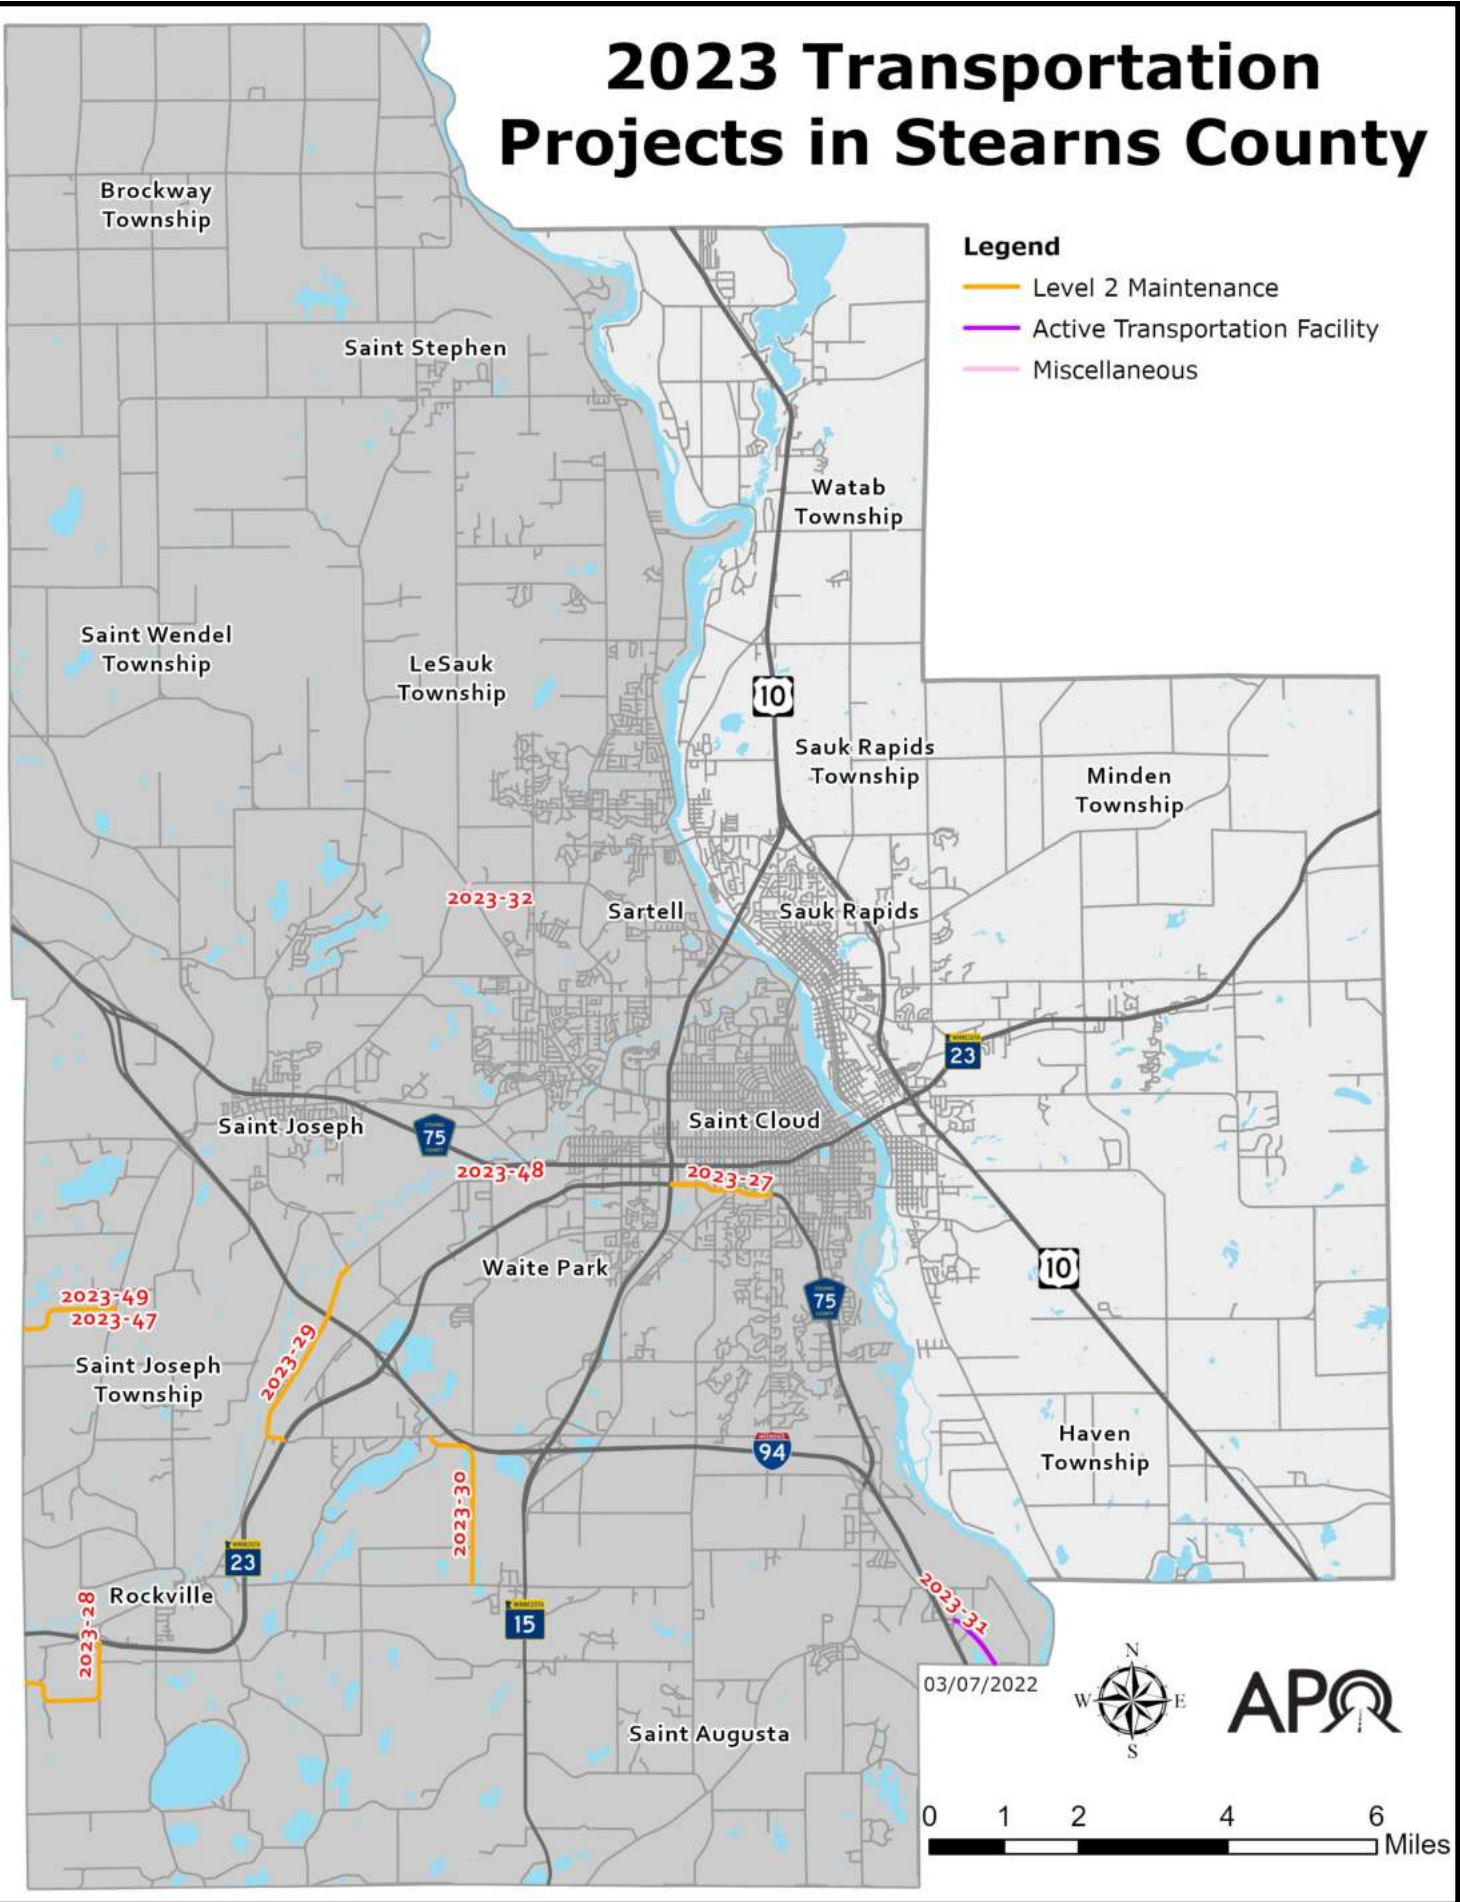 2023 Transportation
Projects in Stearns County
Legend
Level 2 Maintenance
Active Transportation Facility
Miscellaneous
Brockway
Township
Saint Stephen
Watab
Township
Saint Wendel
Township
LeSauk
Township
10
Sauk Rapids
Township
Minden
Township
2023-32
Sartell
Sauk Rapids
MINNESOTA
23
Saint Joseph
75
Saint Cloud
2023-48
2023-27
Waite Park
10
75
2023-49
2023-47
2023-29
Saint Joseph
Township
Haven
Township
94
2023-30
MINNESOTA
23
Rockville
2023-28
MINNESOTA
15
2023-31
03/07/2022
N
W
E
S
APO
Saint Augusta
0
1
2
4
6
Miles